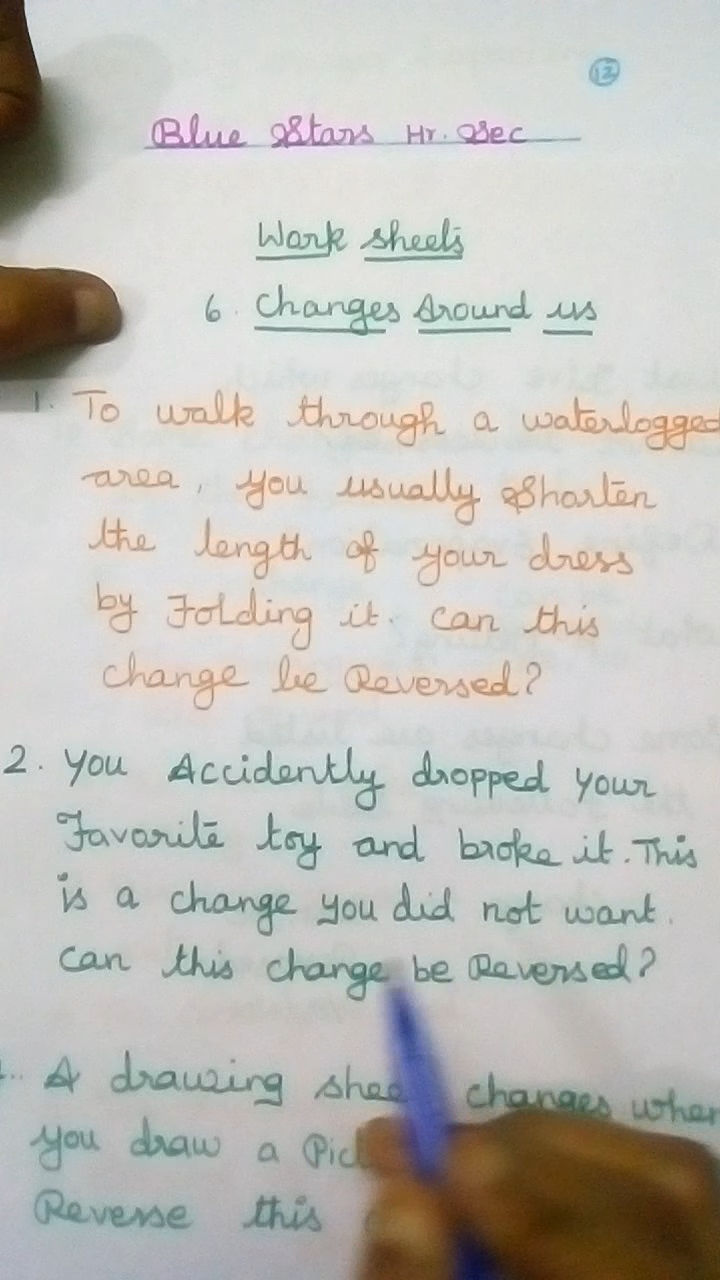 12
Blue Stars Hr. Sec
Work sheets
6. Changes Around us
1. To walk through a waterlogged
area, you usually Shorten
the length of your dress
by Folding it. can this
change be Reversed?
2. you Accidently dropped your
Favorite toy and broke it. This
is a change you did not want.
can this change be Reversed?
A drawing changes when
you draw a
Reverse this